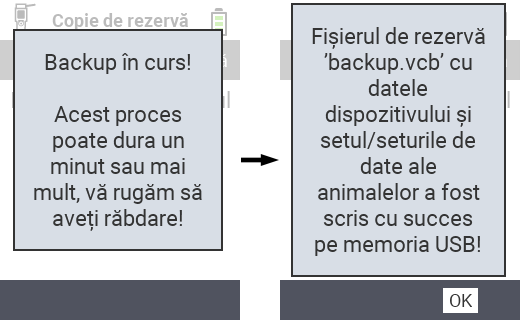 Copie de rezervă
Backup în curs!
Acest proces
poate dura un
minut sau mai
mult, vă rugăm să
aveți răbdare!
Fișierul de rezervă
’backup.vcb’ cu
datele
dispozitivului și
setul/seturile de
date ale
animalelor a fost
scris cu succes
pe memoria USB!
OK